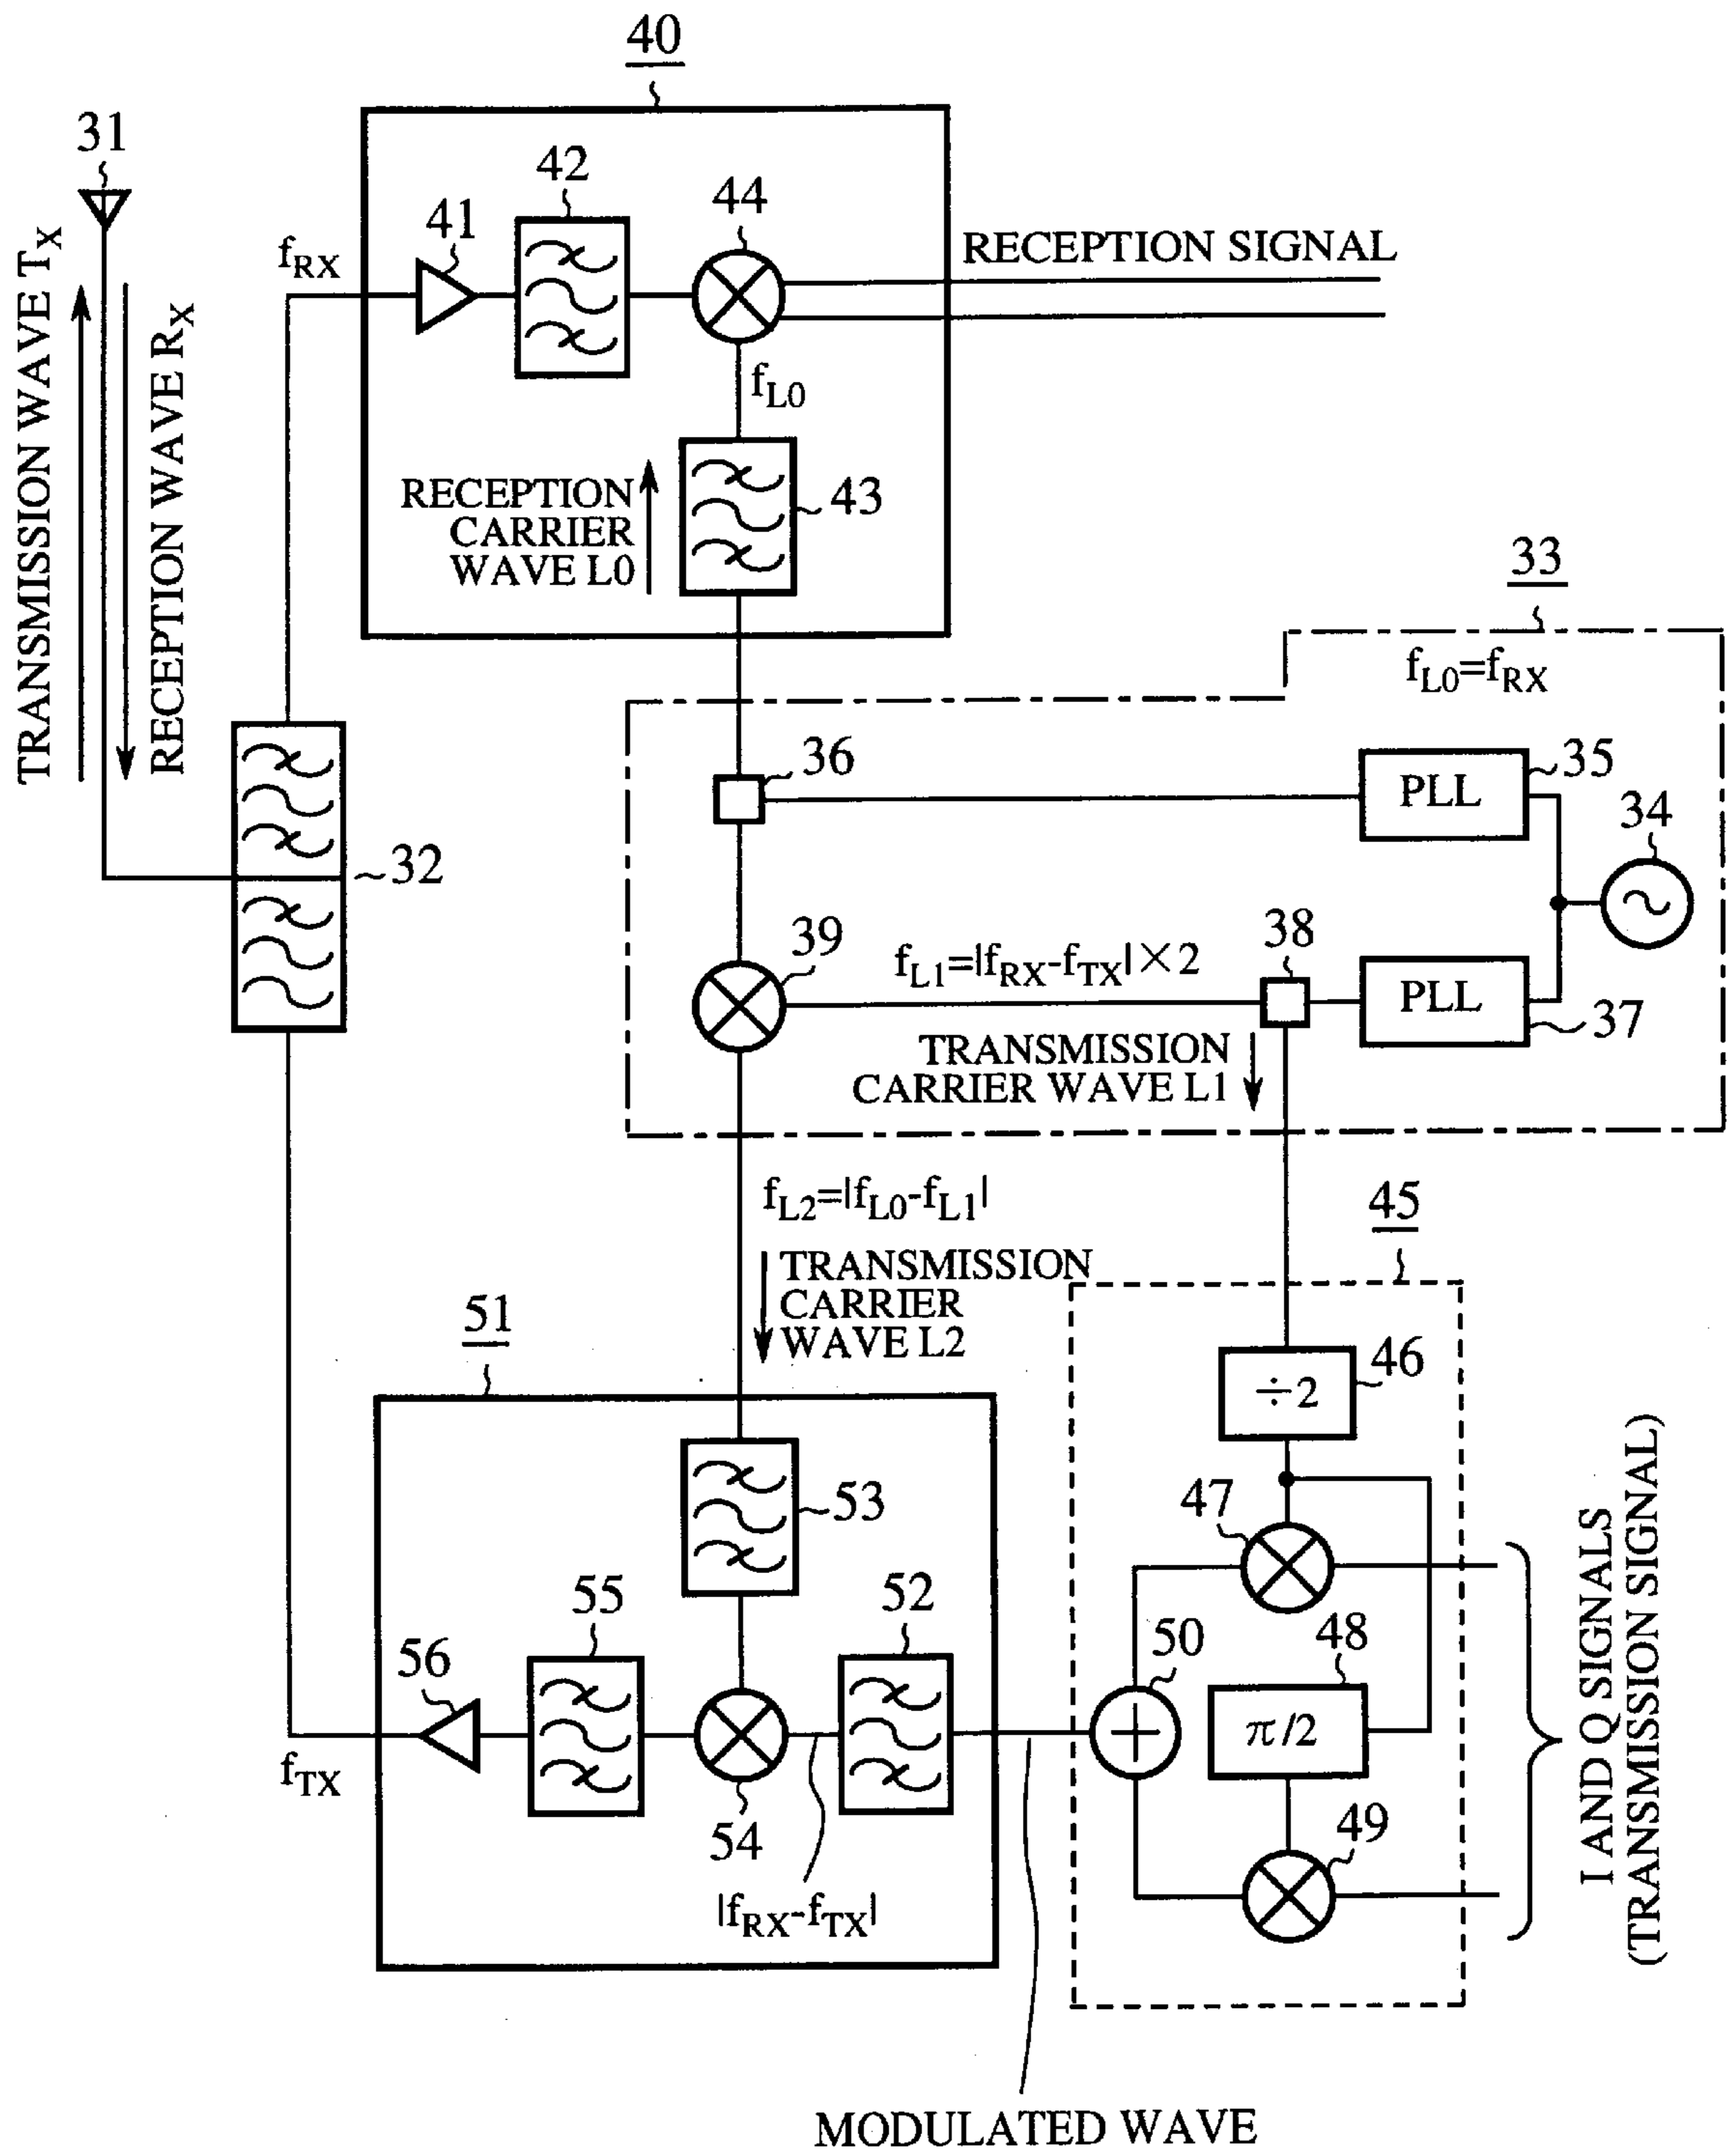 40
31
42
44
41
fRX
RECEPTION SIGNAL
TRANSMISSION WAVE TX
RECEPTION WAVE RX
fL0
RECEPTION
CARRIER
WAVE L0
43
33
fL0=fRX
36
PLL
35
34
32
39
fL1=|fRX-fTX|×2
38
PLL
37
TRANSMISSION
CARRIER WAVE L1
fL2=|fL0-fL1|
45
TRANSMISSION
CARRIER
WAVE L2
51
÷2
46
53
47
I AND Q SIGNALS
(TRANSMISSION SIGNAL)
55
52
56
50
48
π/2
fTX
54
49
|fRX-fTX|
MODULATED WAVE